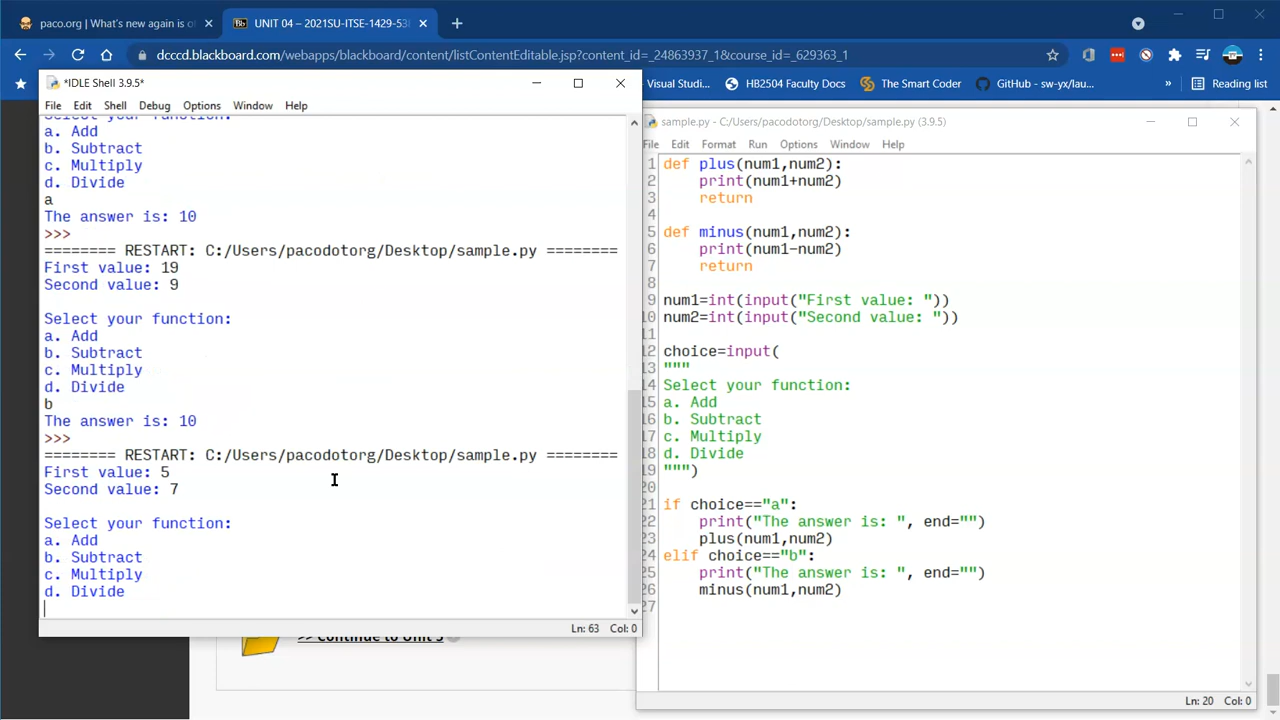 paco.org | What's new again is o
UNIT 04 – 2021SU-ITSE-1429-53
dcccd.blackboard.com/webapps/blackboard/content/listContentEditable.jsp?content_id=_24863937_1&course_id=_629363_1
Visual Studi...
HB2504 Faculty Docs
The Smart Coder
GitHub - sw-yx/lau...
»
Reading list
*IDLE Shell 3.9.5*
File Edit Shell Debug Options Window Help
Select your function:
a. Add
b. Subtract
c. Multiply
d. Divide
a
The answer is: 10
>>>
======== RESTART: C:/Users/pacodotorg/Desktop/sample.py ========
First value: 19
Second value: 9
Select your function:
a. Add
b. Subtract
c. Multiply
d. Divide
b
The answer is: 10
>>>
======== RESTART: C:/Users/pacodotorg/Desktop/sample.py ========
First value: 5
Second value: 7
Select your function:
a. Add
b. Subtract
c. Multiply
d. Divide
Ln: 63 Col: 0
>> Continue to Unit 5
sample.py - C:/Users/pacodotorg/Desktop/sample.py (3.9.5)
File Edit Format Run Options Window Help
1 def plus(num1,num2):
2     print(num1+num2)
3     return
4
5 def minus(num1,num2):
6     print(num1-num2)
7     return
8
9 num1=int(input("First value: "))
10 num2=int(input("Second value: "))
11
12 choice=input(
13 """
14 Select your function:
15 a. Add
16 b. Subtract
17 c. Multiply
18 d. Divide
19 """)
20
21 if choice=="a":
22     print("The answer is: ", end="")
23     plus(num1,num2)
24 elif choice=="b":
25     print("The answer is: ", end="")
26     minus(num1,num2)
27
Ln: 20 Col: 0